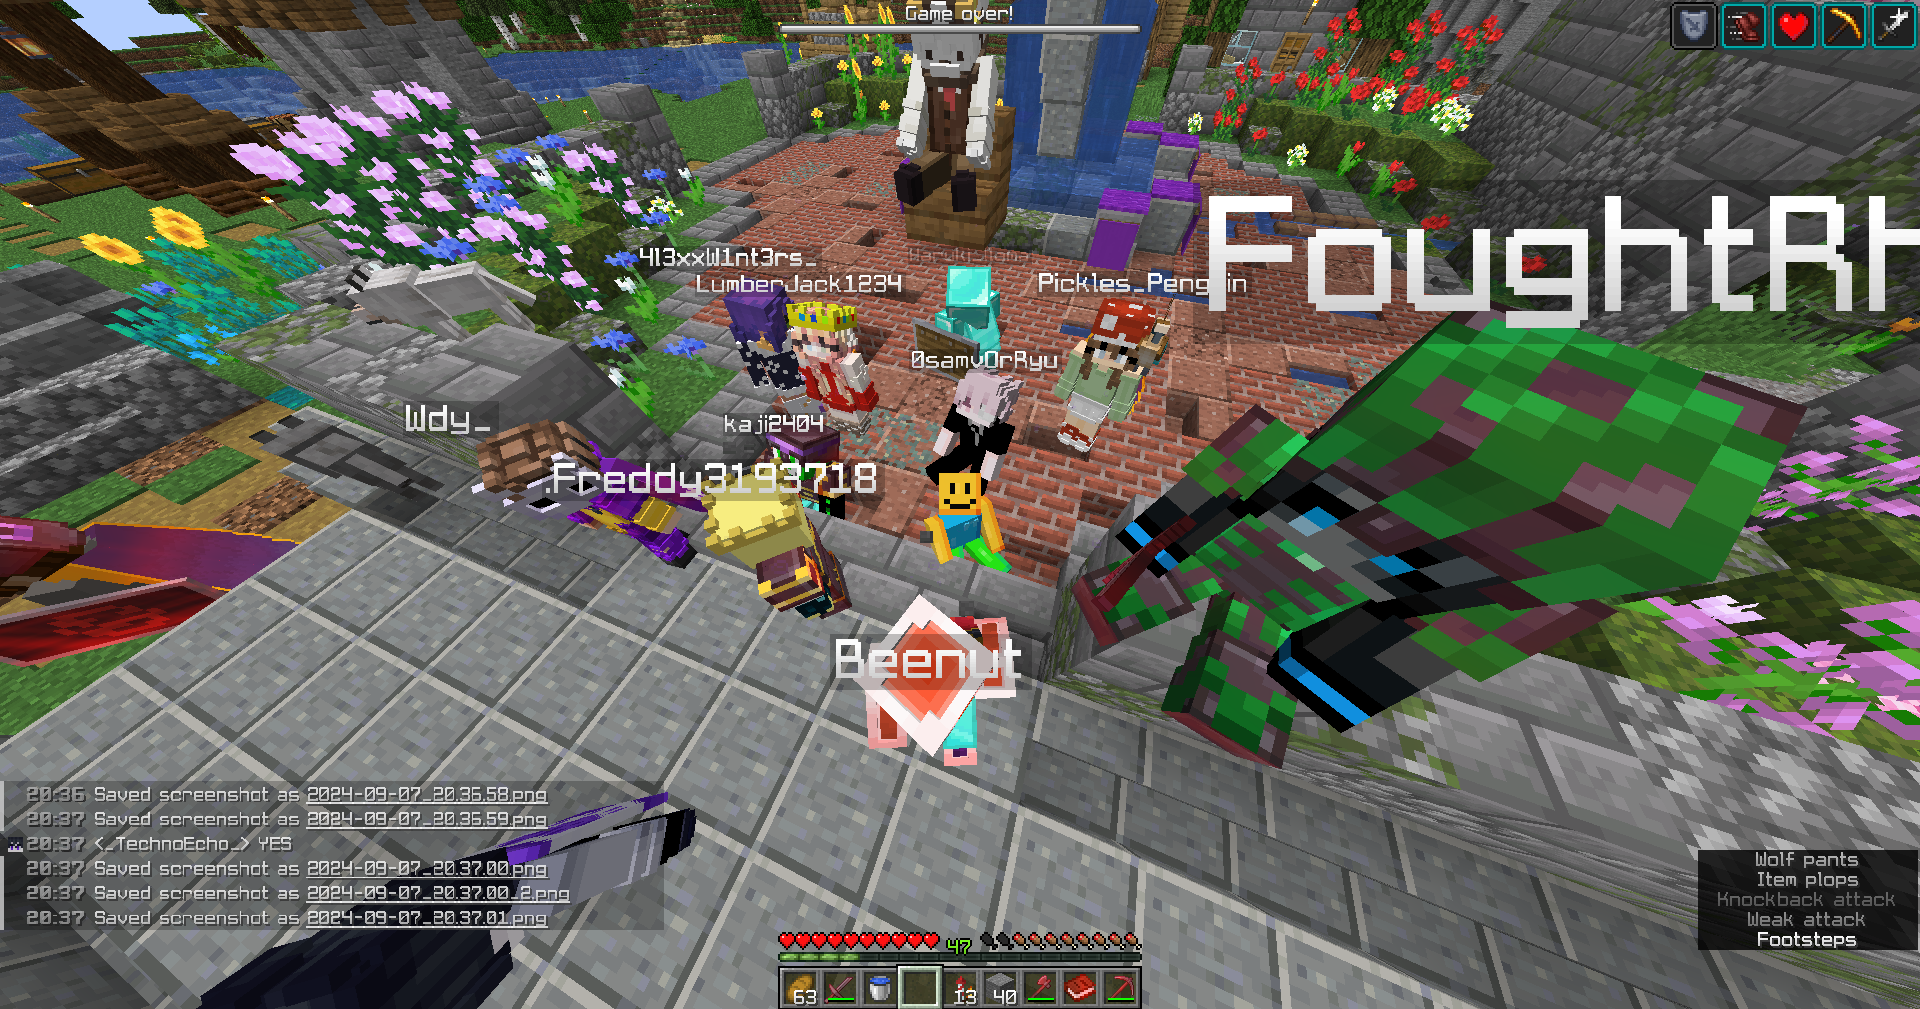 Game over!
FoughtRh
4l3xxW1nt3rs_
Harukishama
LumberJack1234
Pickles_Penguin
0samv0rRyu
Wdy_
kaji2404
.Freddy3193718
Beenut
20:36 Saved screenshot as 2024-09-07_20.36.58.png
20:37 Saved screenshot as 2024-09-07_20.36.59.png
20:37 <_TechnoEcho_> YES
20:37 Saved screenshot as 2024-09-07_20.37.00.png
20:37 Saved screenshot as 2024-09-07_20.37.00_2.png
20:37 Saved screenshot as 2024-09-07_20.37.01.png
Wolf pants
Item plops
Knockback attack
Weak attack
Footsteps
47
63
13
40